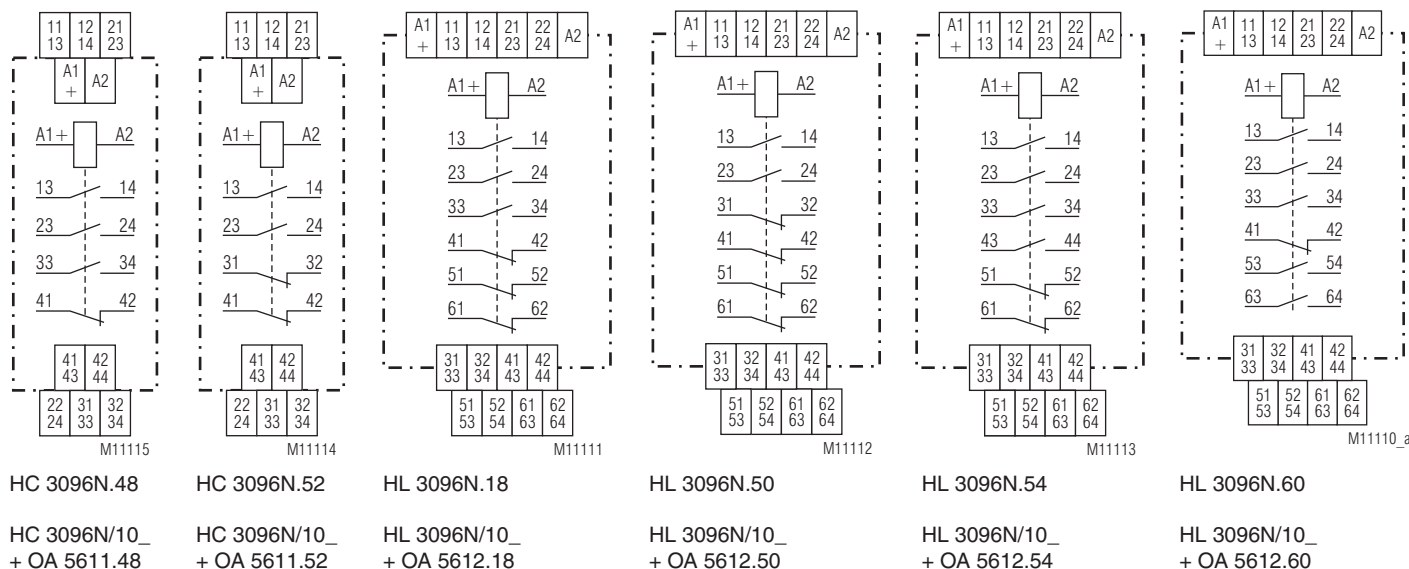 11 12 21
13 14 23
A1 A2
+
A1+ A2
13 14
23 24
33 34
41 42
41 42
43 44
22 31 32
24 33 34
M11115
HC 3096N.48
HC 3096N/10_
+ OA 5611.48
11 12 21
13 14 23
A1 A2
+
A1+ A2
13 14
23 24
31 32
41 42
41 42
43 44
22 31 32
24 33 34
M11114
HC 3096N.52
HC 3096N/10_
+ OA 5611.52
A1 11 12 21 22 A2
+ 13 14 23 24
A1+ A2
13 14
23 24
33 34
41 42
51 52
61 62
31 32 41 42
33 34 43 44
51 52 61 62
53 54 63 64
M11111
HL 3096N.18
HL 3096N/10_
+ OA 5612.18
A1 11 12 21 22 A2
+ 13 14 23 24
A1+ A2
13 14
23 24
31 32
41 42
51 52
61 62
31 32 41 42
33 34 43 44
51 52 61 62
53 54 63 64
M11112
HL 3096N.50
HL 3096N/10_
+ OA 5612.50
A1 11 12 21 22 A2
+ 13 14 23 24
A1+ A2
13 14
23 24
33 34
43 44
51 52
61 62
31 32 41 42
33 34 43 44
51 52 61 62
53 54 63 64
M11113
HL 3096N.54
HL 3096N/10_
+ OA 5612.54
A1 11 12 21 22 A2
+ 13 14 23 24
A1+ A2
13 14
23 24
33 34
41 42
53 54
63 64
31 32 41 42
33 34 43 44
51 52 61 62
53 54 63 64
M11110_a
HL 3096N.60
HL 3096N/10_
+ OA 5612.60